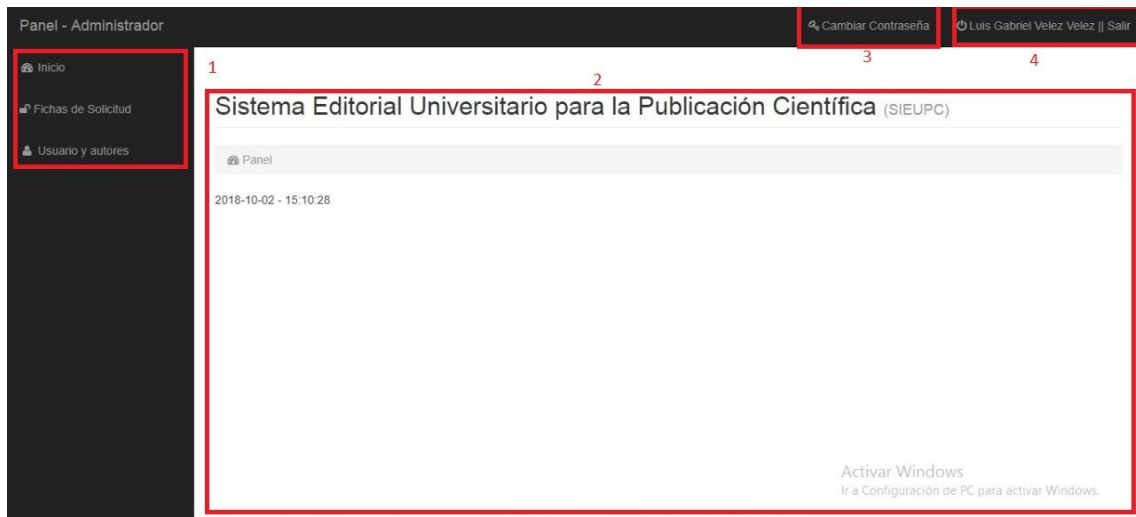 Panel - Administrador
Cambiar Contraseña
Luis Gabriel Velez Velez || Salir
3
4
Inicio
1
2
Fichas de Solicitud
Usuario y autores
Sistema Editorial Universitario para la Publicación Científica (SIEUPC)
Panel
2018-10-02 - 15:10:28
Activar Windows
Ir a Configuración de PC para activar Windows.